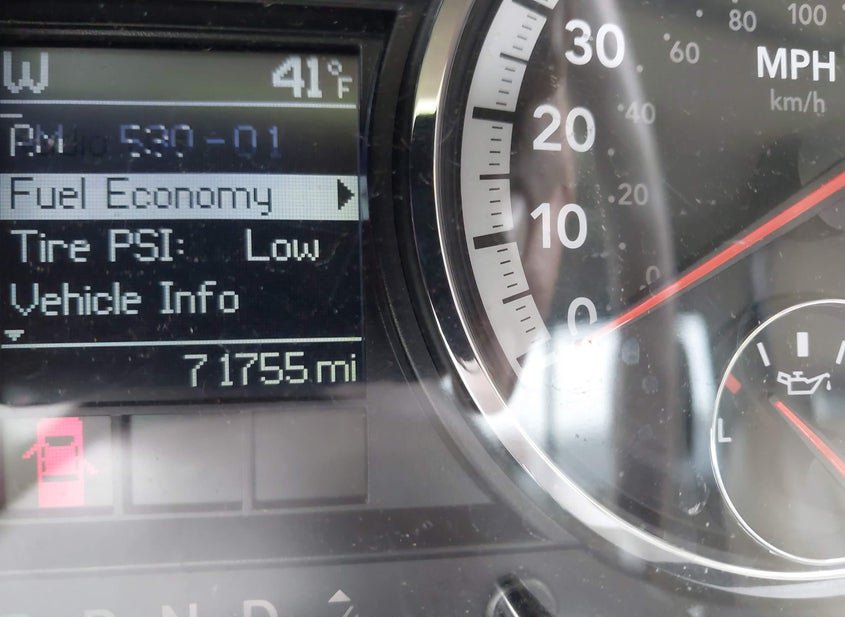 W 41°F
Fuel Economy
Tire PSI: Low
Vehicle Info
71755 mi
30
20
10
0
MPH
km/h
100
80
60
40
20
0
L
R N D